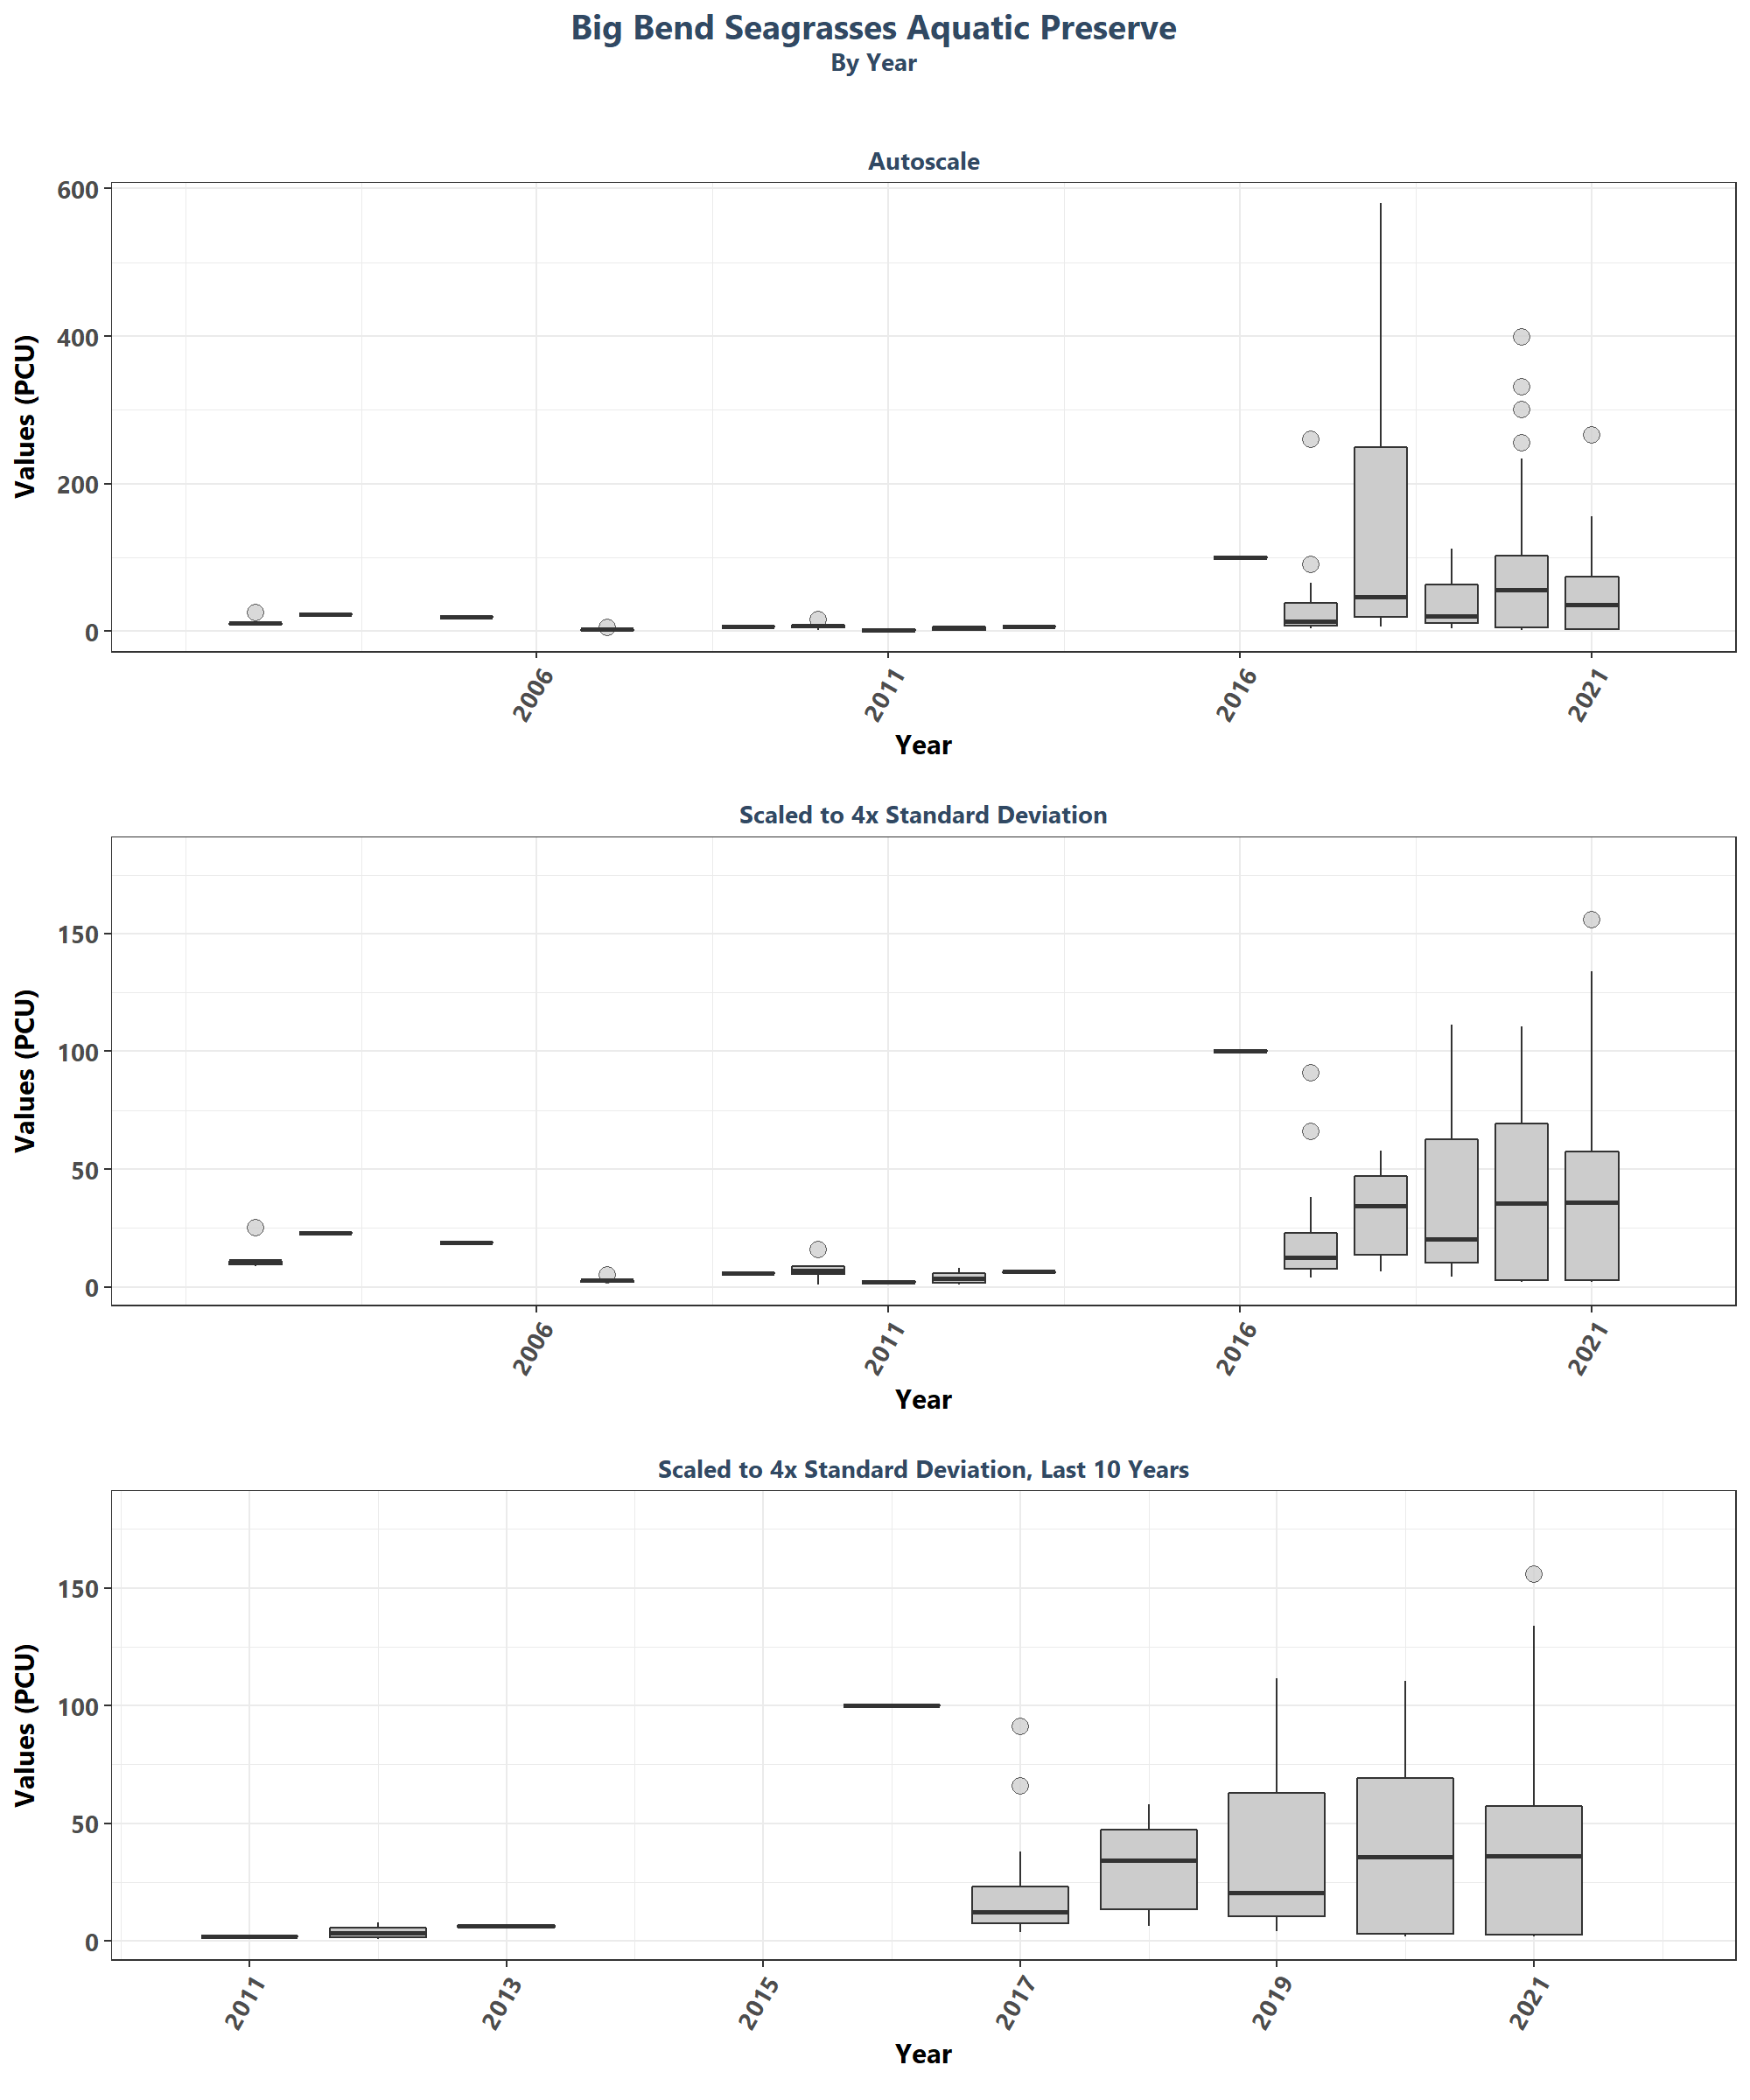 Big Bend Seagrasses Aquatic Preserve
By Year
Autoscale
Values (PCU)
600
400
200
0
2006
2011
2016
2021
Year
Scaled to 4x Standard Deviation
Values (PCU)
150
100
50
0
2006
2011
2016
2021
Year
Scaled to 4x Standard Deviation, Last 10 Years
Values (PCU)
150
100
50
0
2011
2013
2015
2017
2019
2021
Year